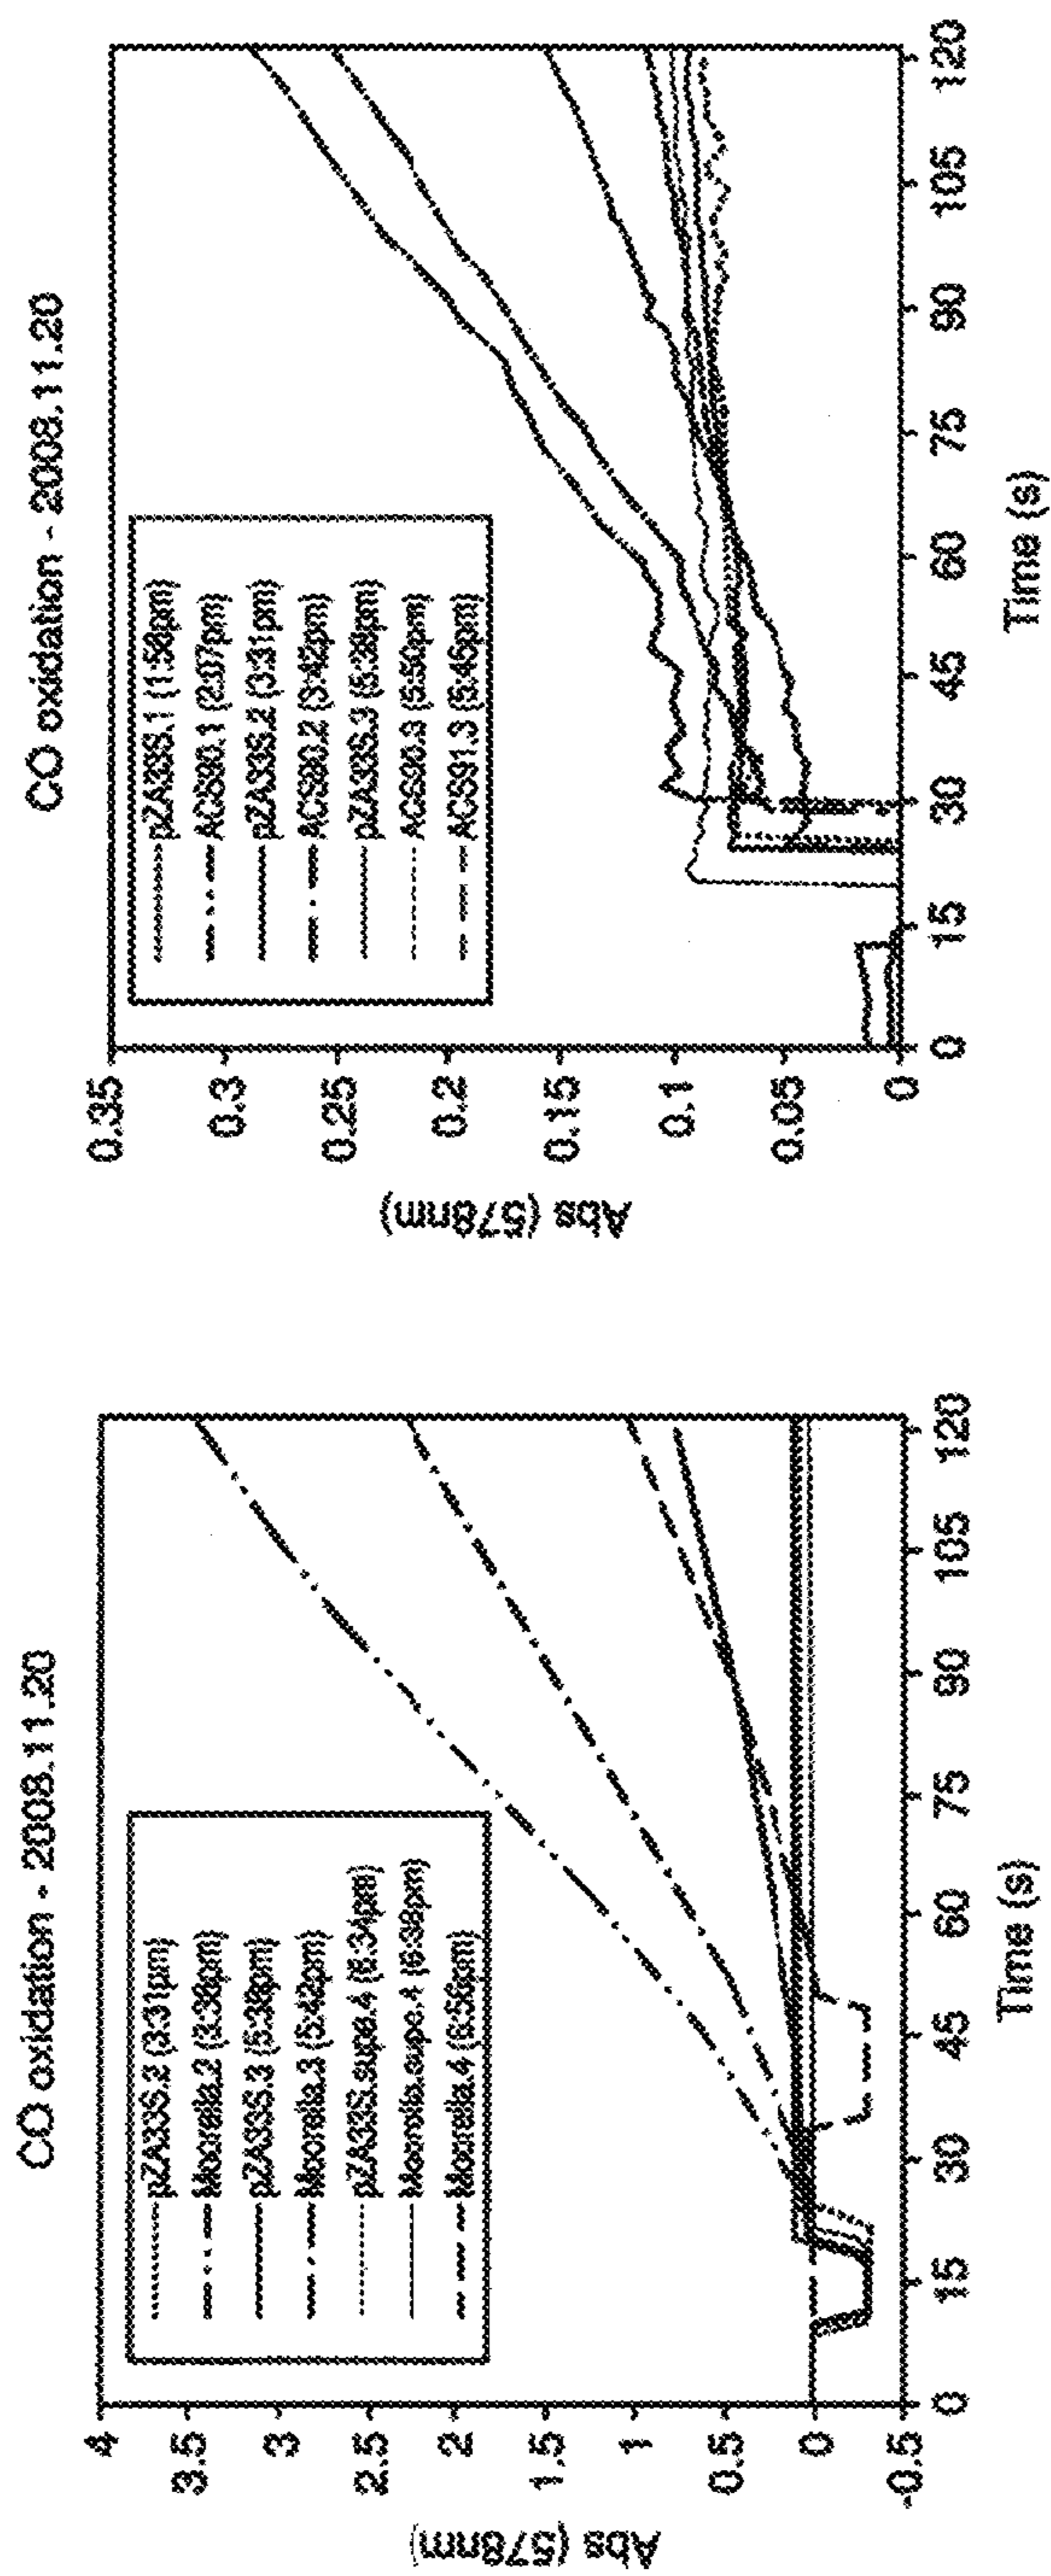 CO oxidation - 2008.11.20
Abs (578nm)
4
3.5
3
2.5
2
1.5
1
0.5
0
-0.5
pZA33S.2 (3:31pm)
Moorella.2 (3:38pm)
pZA33S.3 (5:38pm)
Moorella.3 (5:42pm)
pZA33S.supe.4 (6:34pm)
Moorella.supe.4 (6:38pm)
Moorella.4 (6:56pm)
0
15
30
45
60
75
90
105
120
Time (s)
CO oxidation - 2008.11.20
Abs (578nm)
0.35
0.3
0.25
0.2
0.15
0.1
0.05
0
pZA33S.1 (1:58pm)
ACS90.1 (2:07pm)
pZA33S.2 (3:31pm)
ACS90.2 (3:42pm)
pZA33S.3 (5:38pm)
ACS90.3 (5:50pm)
ACS91.3 (5:46pm)
0
15
30
45
60
75
90
105
120
Time (s)